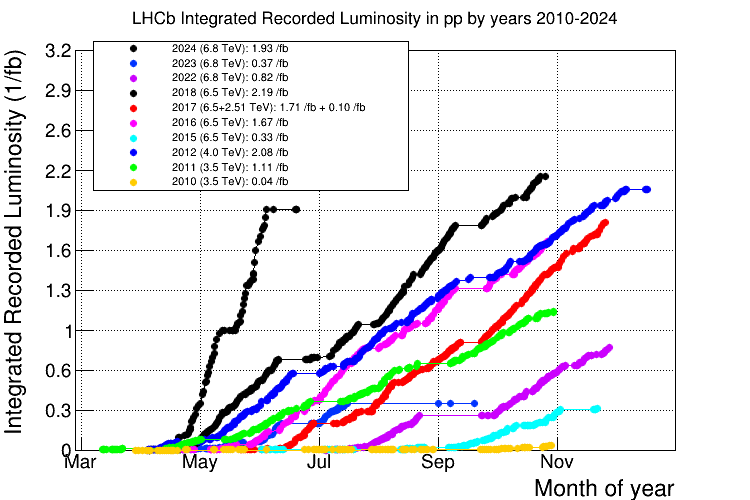 LHCb Integrated Recorded Luminosity in pp by years 2010-2024
Integrated Recorded Luminosity (1/fb)
3.2
2.9
2.6
2.2
1.9
1.6
1.3
1
0.6
0.3
0
2024 (6.8 TeV): 1.93 /fb
2023 (6.8 TeV): 0.37 /fb
2022 (6.8 TeV): 0.82 /fb
2018 (6.5 TeV): 2.19 /fb
2017 (6.5+2.51 TeV): 1.71 /fb + 0.10 /fb
2016 (6.5 TeV): 1.67 /fb
2015 (6.5 TeV): 0.33 /fb
2012 (4.0 TeV): 2.08 /fb
2011 (3.5 TeV): 1.11 /fb
2010 (3.5 TeV): 0.04 /fb
Mar May Jul Sep Nov
Month of year